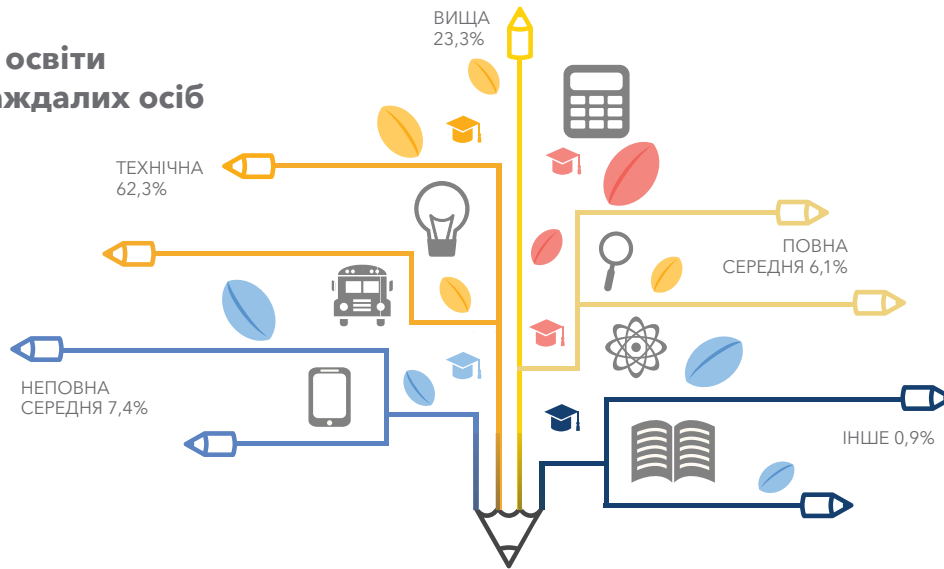 освіти
ВИЩА
23,3%
осіб
ТЕХНІЧНА
62,3%
ПОВНА
СЕРЕДНЯ 6,1%
НЕПОВНА
СЕРЕДНЯ 7,4%
ІНШЕ 0,9%